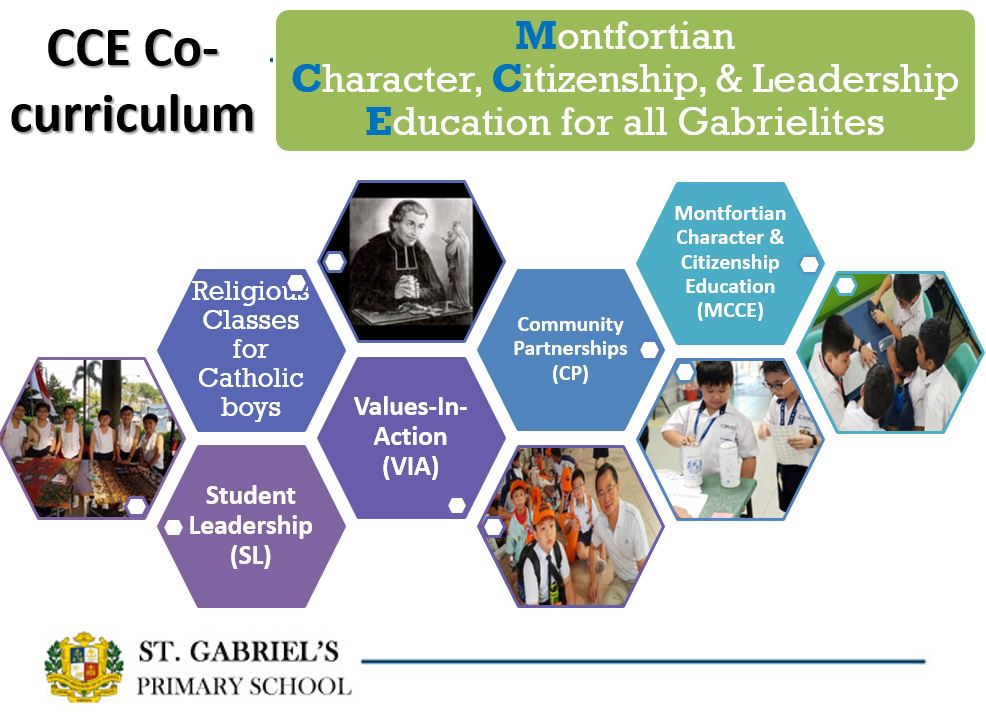 CCE Co-
curriculum
Montfortian
Character, Citizenship, & Leadership
Education for all Gabrielites
Religious
Classes
for
Catholic
boys
Student
Leadership
(SL)
Values-In-
Action
(VIA)
Community
Partnerships
(CP)
Montfortian
Character &
Citizenship
Education
(MCCE)
ST. GABRIEL'S
PRIMARY SCHOOL